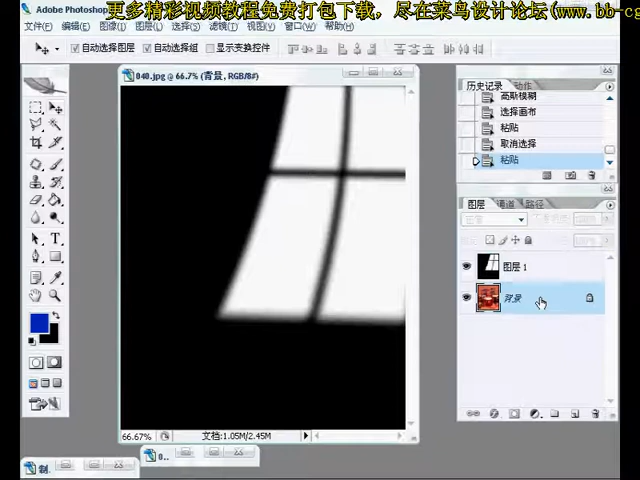 更多精彩视频教程免费打包下载，尽在菜鸟设计论坛(www.bb-cg
Adobe Photoshop
文件(F) 编辑(E) 图像(I) 图层(L) 选择(S) 滤镜(T) 视图(V) 窗口(W) 帮助(H)
自动选择图层 自动选择组 显示变换控件
040.jpg @ 66.7% (背景, RGB/8#)
历史记录 动作
高斯模糊
选择画布
粘贴
取消选择
粘贴
图层 通道 路径
正常
图层 1
背景
66.67% 文档:1.05M/2.45M
0..
制.